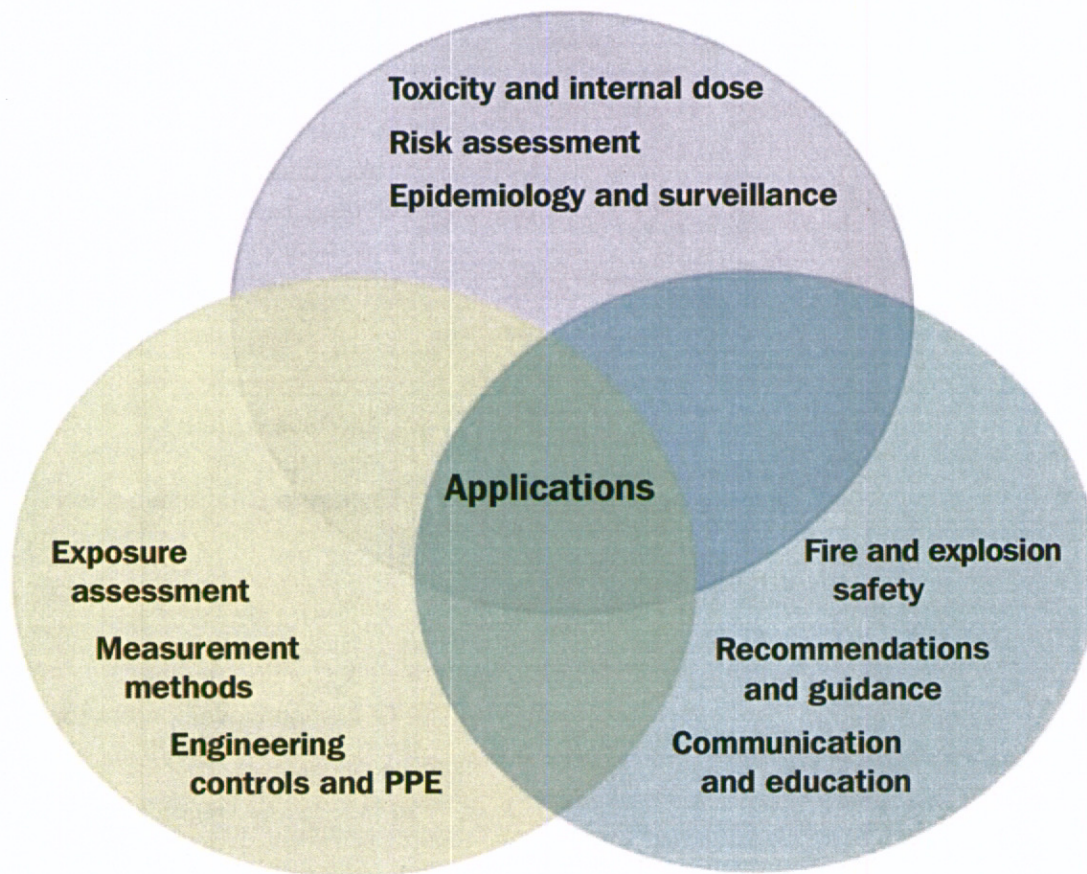 Toxicity and internal dose
Risk assessment
Epidemiology and surveillance
Applications
Exposure
assessment
Measurement
methods
Engineering
controls and PPE
Fire and explosion
safety
Recommendations
and guidance
Communication
and education